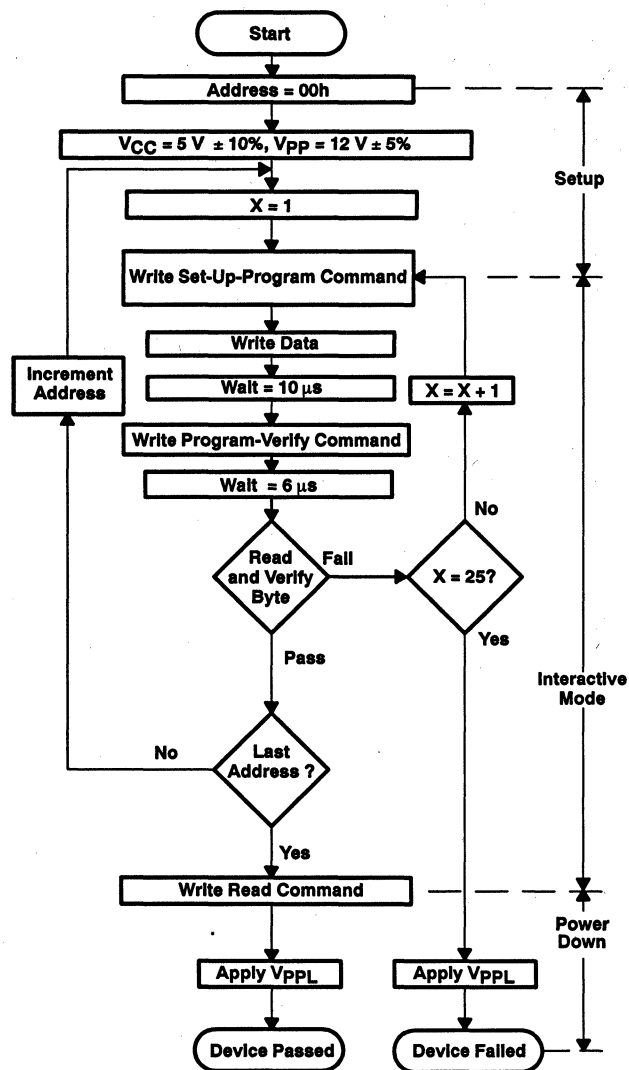 Start
Address = 00h
VCC = 5 V ± 10%, VPP = 12 V ± 5%
Setup
X = 1
Write Set-Up-Program Command
Write Data
Increment
Address
Wait = 10 µs
X = X + 1
Write Program-Verify Command
Wait = 6 µs
No
Read
and Verify
Byte
Fail
X = 25?
Yes
Pass
Interactive
Mode
No
Last
Address ?
Yes
Write Read Command
Power
Down
Apply VPPL
Apply VPPL
Device Passed
Device Failed